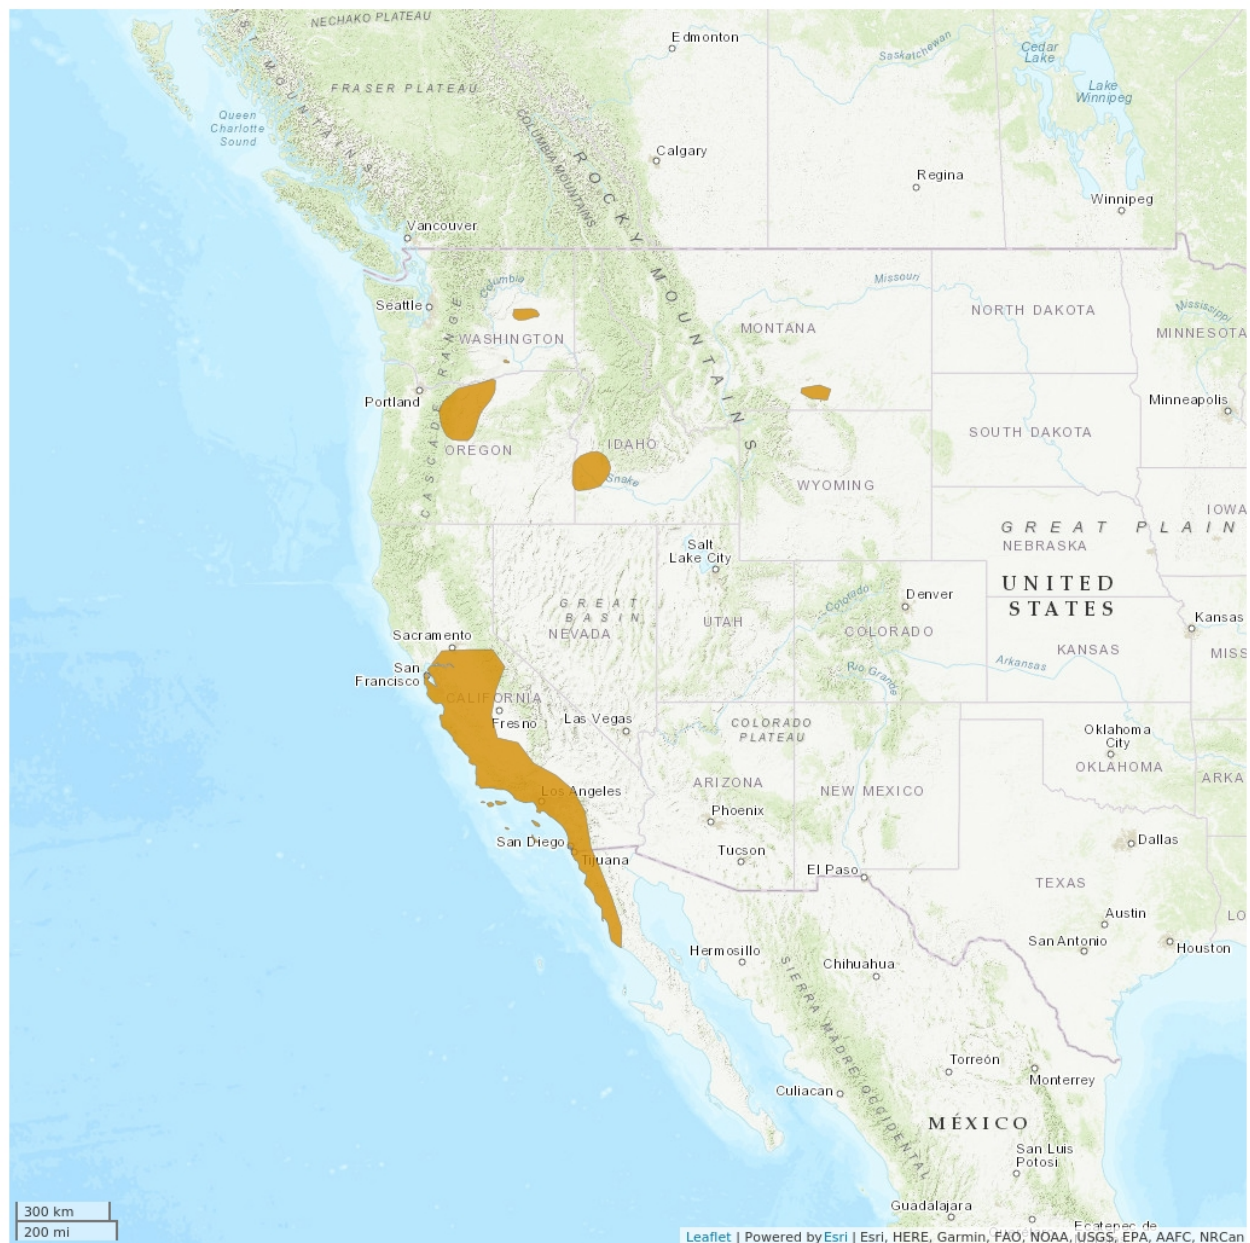 NECHAKO PLATEAU
Edmonton
Saskatchewan
Cedar
Lake
Lake
Winnipeg
FRASER PLATEAU
Queen
Charlotte
Sound
COLUMBIA MOUNTAINS
ROCKY MOUNTAINS
Calgary
Regina
Winnipeg
Vancouver
Columbia
Missouri
Seattle
NORTH DAKOTA
Mississippi
MONTANA
MINNESOTA
WASHINGTON
CASCADE RANGE
Portland
Minneapolis
OREGON
IDAHO
SOUTH DAKOTA
Snake
WYOMING
IOWA
GREAT PLAIN
NEBRASKA
Salt
Lake City
UNITED
STATES
Denver
Colorado
GREAT
BASIN
NEVADA
UTAH
COLORADO
Kansas
Sacramento
KANSAS
MISS
San
Francisco
Arkansas
Rio Grande
CALIFORNIA
Fresno
Las Vegas
COLORADO
PLATEAU
Oklahoma
City
OKLAHOMA
ARKA
Los Angeles
ARIZONA
NEW MEXICO
Phoenix
San Diego
Tijuana
Tucson
Dallas
El Paso
TEXAS
Austin
LO
San Antonio
Houston
Hermosillo
Chihuahua
SIERRA MADRE OCCIDENTAL
Torreón
Monterrey
Culiacan
MÉXICO
San Luis
Potosi
Guadalajara
Ecatepec de
300 km
200 mi
Leaflet | Powered by Esri | Esri, HERE, Garmin, FAO, NOAA, USGS, EPA, AAFC, NRCan